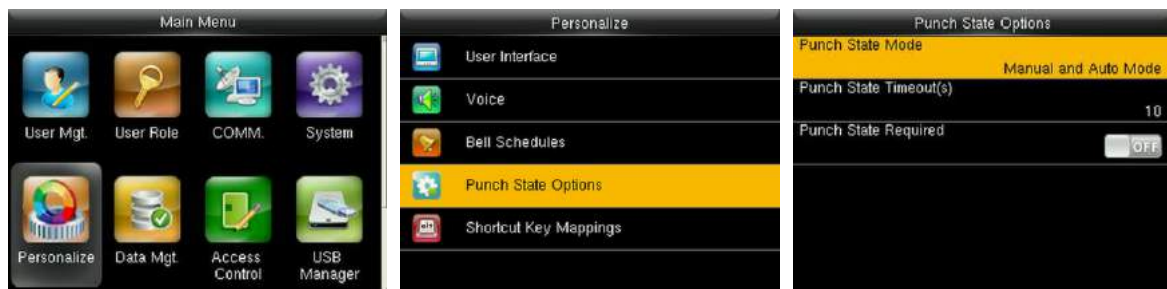 Main Menu
User Mgt.
User Role
COMM.
System
Personalize
Data Mgt.
Access
Control
USB
Manager
Personalize
User Interface
Voice
Bell Schedules
Punch State Options
Shortcut Key Mappings
Punch State Options
Punch State Mode
Manual and Auto Mode
Punch State Timeout(s)
10
Punch State Required
OFF